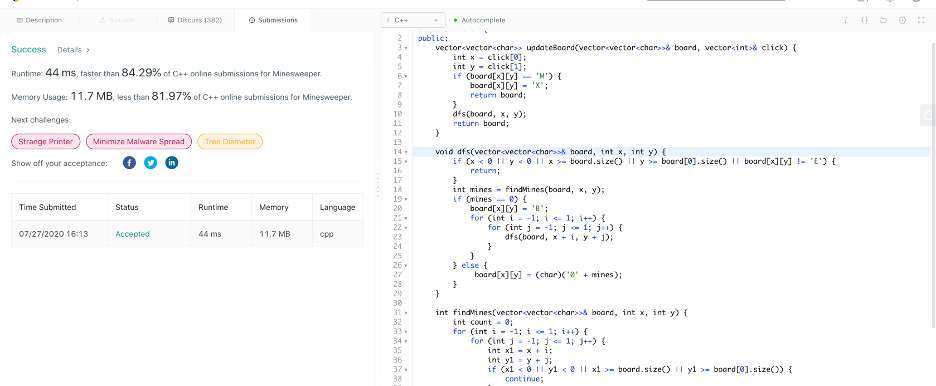 Description
Solution
Discuss (382)
Submissions
Success
Details >
Runtime: 44 ms, faster than 84.29% of C++ online submissions for Minesweeper.
Memory Usage: 11.7 MB, less than 81.97% of C++ online submissions for Minesweeper.
Next challenges:
Strange Printer
Minimize Malware Spread
Tree Diameter
Show off your acceptance:
Time Submitted Status Runtime Memory Language
07/27/2020 16:13 Accepted 44 ms 11.7 MB cpp
i C++
Autocomplete
2 public:
3 vector<vector<char>> updateBoard(vector<vector<char>>& board, vector<int>& click) {
4 int x = click[0];
5 int y = click[1];
6 if (board[x][y] == 'M') {
7 board[x][y] = 'X';
8 return board;
9 }
10 dfs(board, x, y);
11 return board;
12 }
13
14 void dfs(vector<vector<char>>& board, int x, int y) {
15 if (x < 0 || y < 0 || x >= board.size() || y >= board[0].size() || board[x][y] != 'E') {
16 return;
17 }
18 int mines = findMines(board, x, y);
19 if (mines == 0) {
20 board[x][y] = 'B';
21 for (int i = -1; i <= 1; i++) {
22 for (int j = -1; j <= 1; j++) {
23 dfs(board, x + i, y + j);
24 }
25 }
26 } else {
27 board[x][y] = (char)('0' + mines);
28 }
29 }
30
31 int findMines(vector<vector<char>>& board, int x, int y) {
32 int count = 0;
33 for (int i = -1; i <= 1; i++) {
34 for (int j = -1; j <= 1; j++) {
35 int x1 = x + i;
36 int y1 = y + j;
37 if (x1 < 0 || y1 < 0 || x1 >= board.size() || y1 >= board[0].size()) {
38 continue;